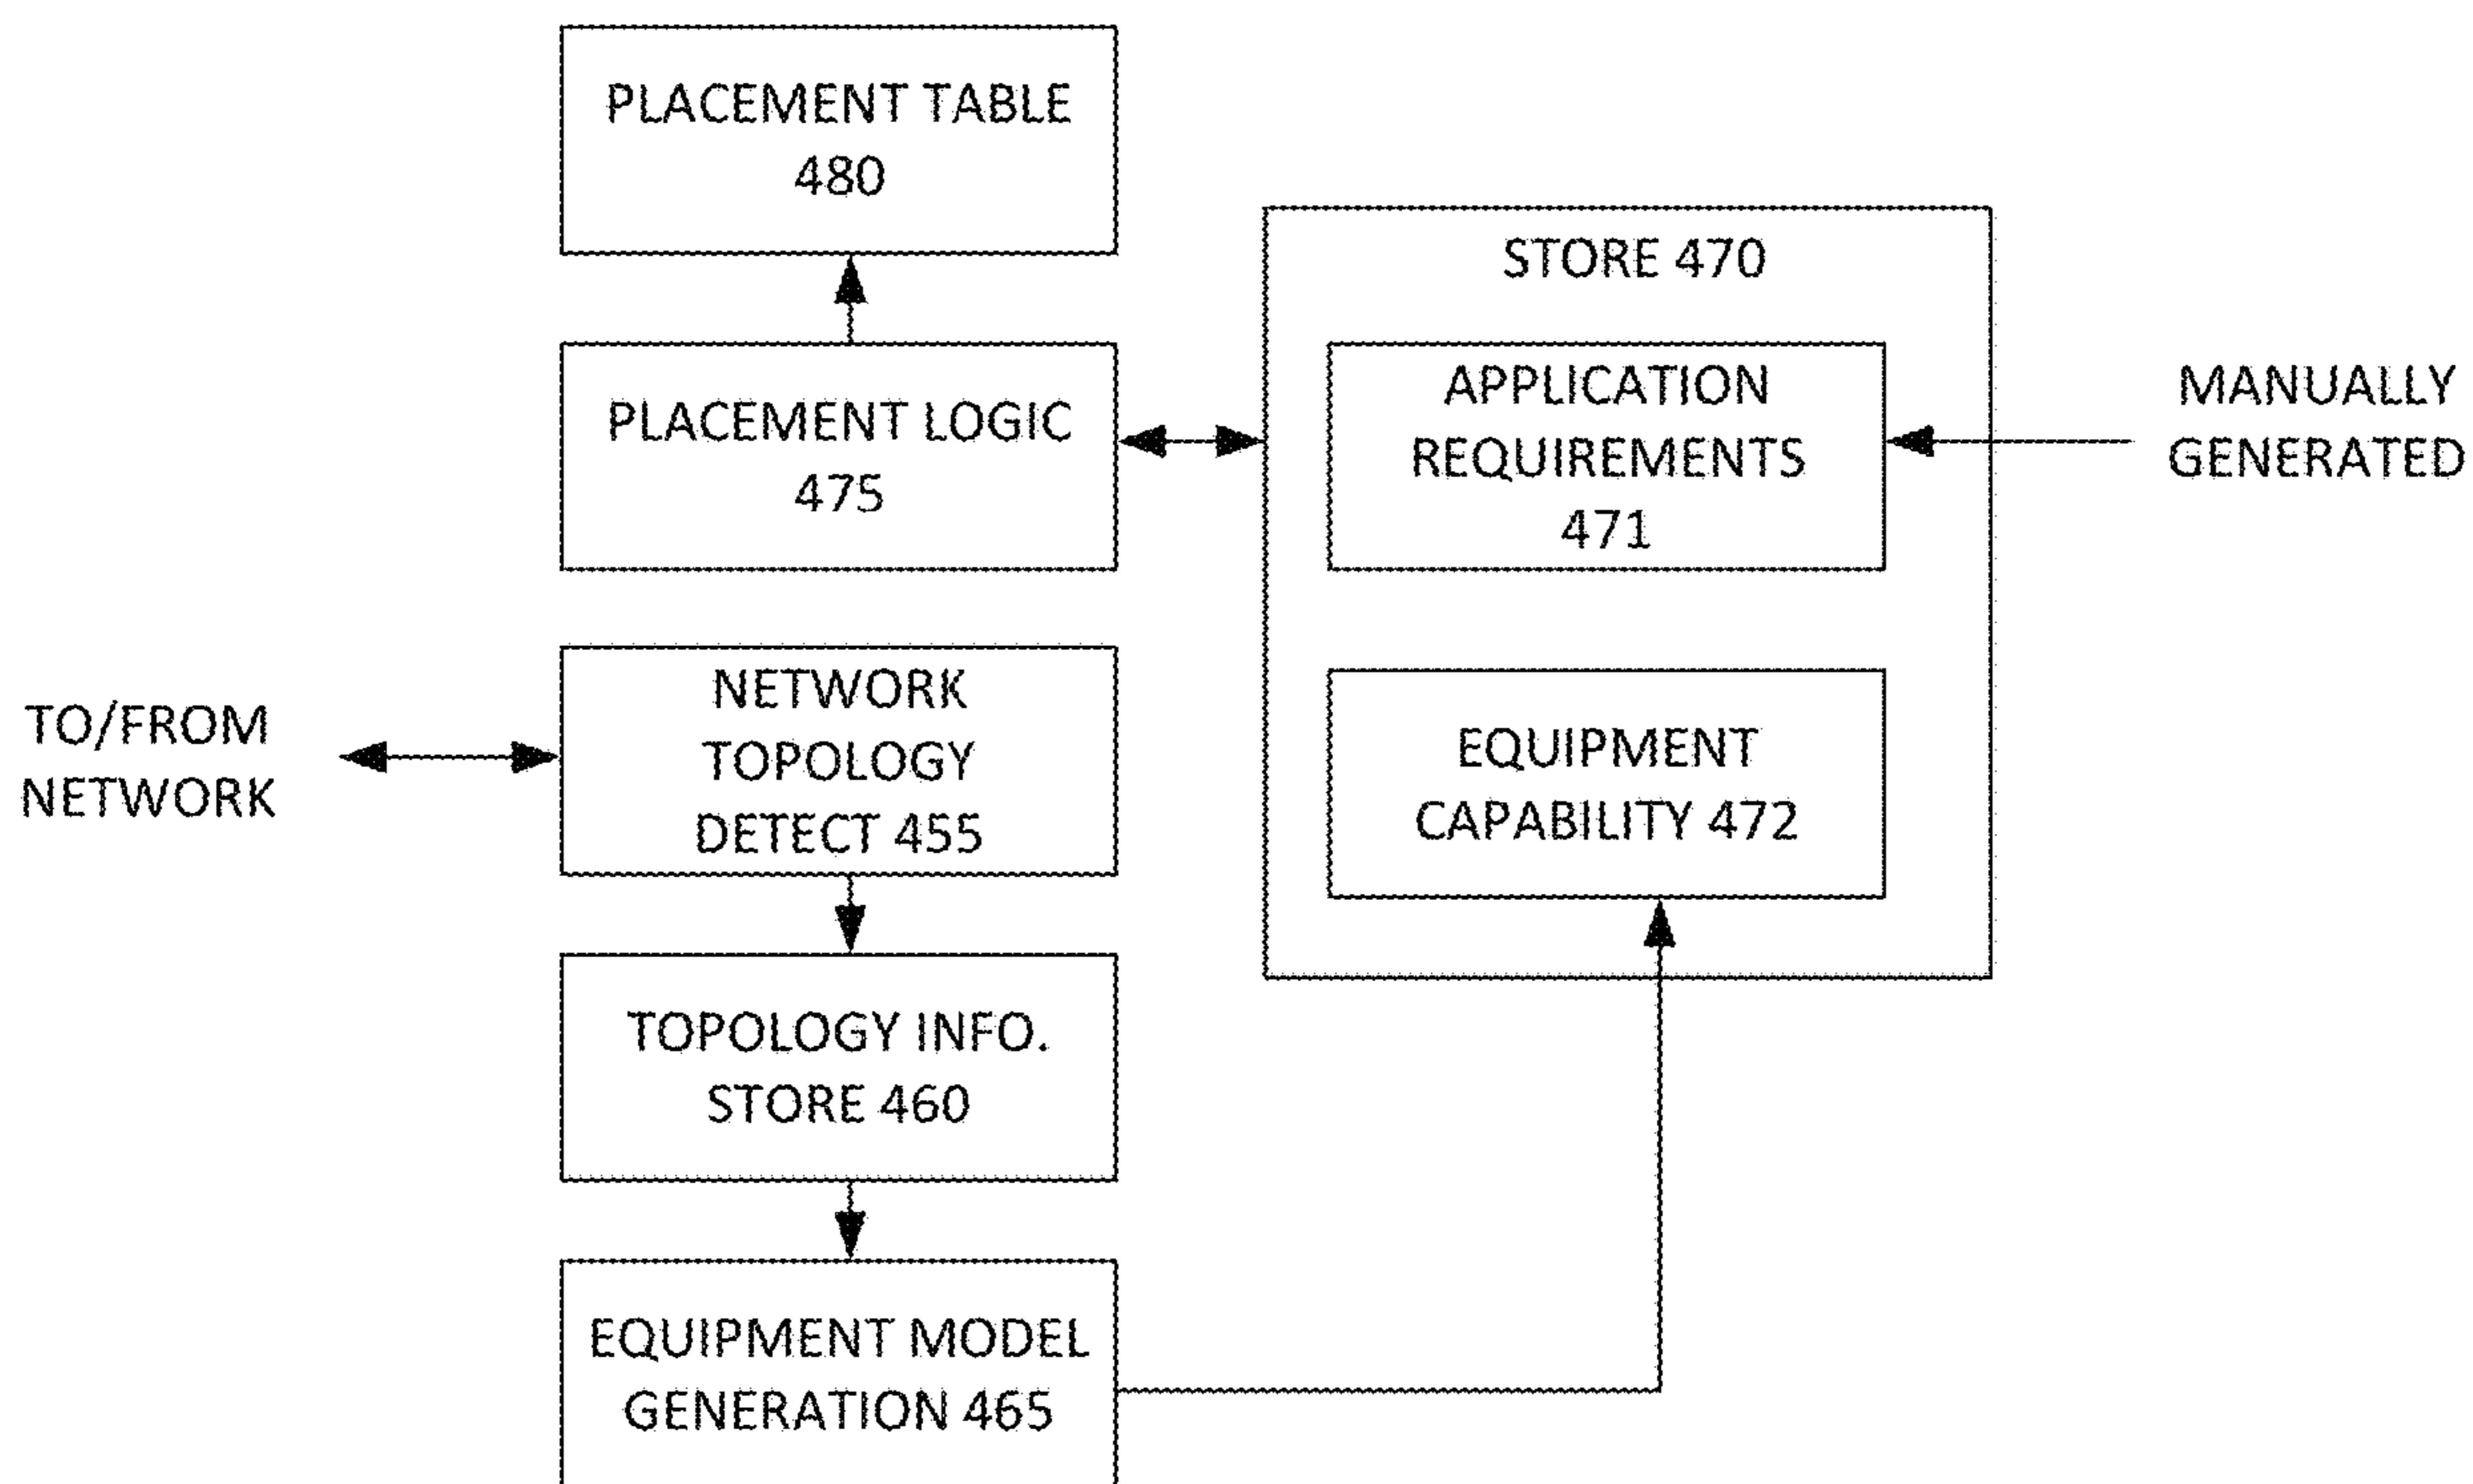 PLACEMENT TABLE
480
STORE 470
PLACEMENT LOGIC
475
APPLICATION
REQUIREMENTS
471
MANUALLY
GENERATED
TO/FROM
NETWORK
NETWORK
TOPOLOGY
DETECT 455
EQUIPMENT
CAPABILITY 472
TOPOLOGY INFO.
STORE 460
EQUIPMENT MODEL
GENERATION 465